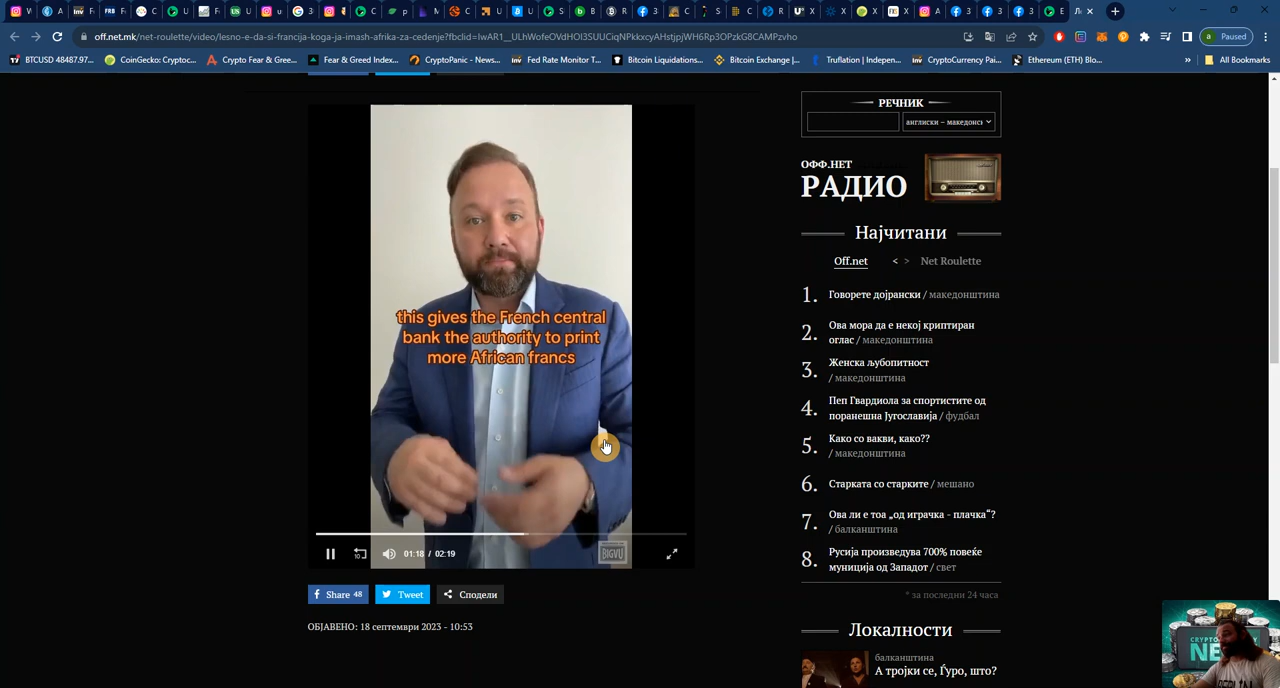 off.net.mk/net-roulette/video/lesno-e-da-si-francija-koga-ja-imash-afrika-za-cedenje?fbclid=IwAR1__ULhWofeOVdHOI3SUUCiqNPkkxcyAHstjpjWH6Rp3OPzkG8CAMPzvho
Paused
BTCUSD 48487.97...
CoinGecko: Cryptoc...
Crypto Fear & Gree...
Fear & Greed Index...
CryptoPanic - News...
Fed Rate Monitor T...
Bitcoin Liquidations...
Bitcoin Exchange |...
Truflation | Indepen...
CryptoCurrency Pai...
Ethereum (ETH) Blo...
»
All Bookmarks
this gives the French central
bank the authority to print
more African francs
01:18 / 02:19
BIGVU
Share 48
Tweet
Сподели
ОБЈАВЕНО: 18 септември 2023 - 10:53
РЕЧНИК
англиски – македонс
ОФФ.НЕТ
РАДИО
Најчитани
Off.net
< >
Net Roulette
1. Говорете дојрански / македонштина
2. Ова мора да е некој криптиран
оглас / македонштина
3. Женска љубопитност
/ македонштина
4. Пеп Гвардиола за спортистите од
поранешна Југославија / фудбал
5. Како со вакви, како??
/ македонштина
6. Старката со старките / мешано
7. Ова ли е тоа „од играчка - плачка“?
/ балканштина
8. Русија произведува 700% повеќе
муниција од Западот / свет
* за последни 24 часа
Локалности
балканштина
А тројки се, Ѓуро, што?